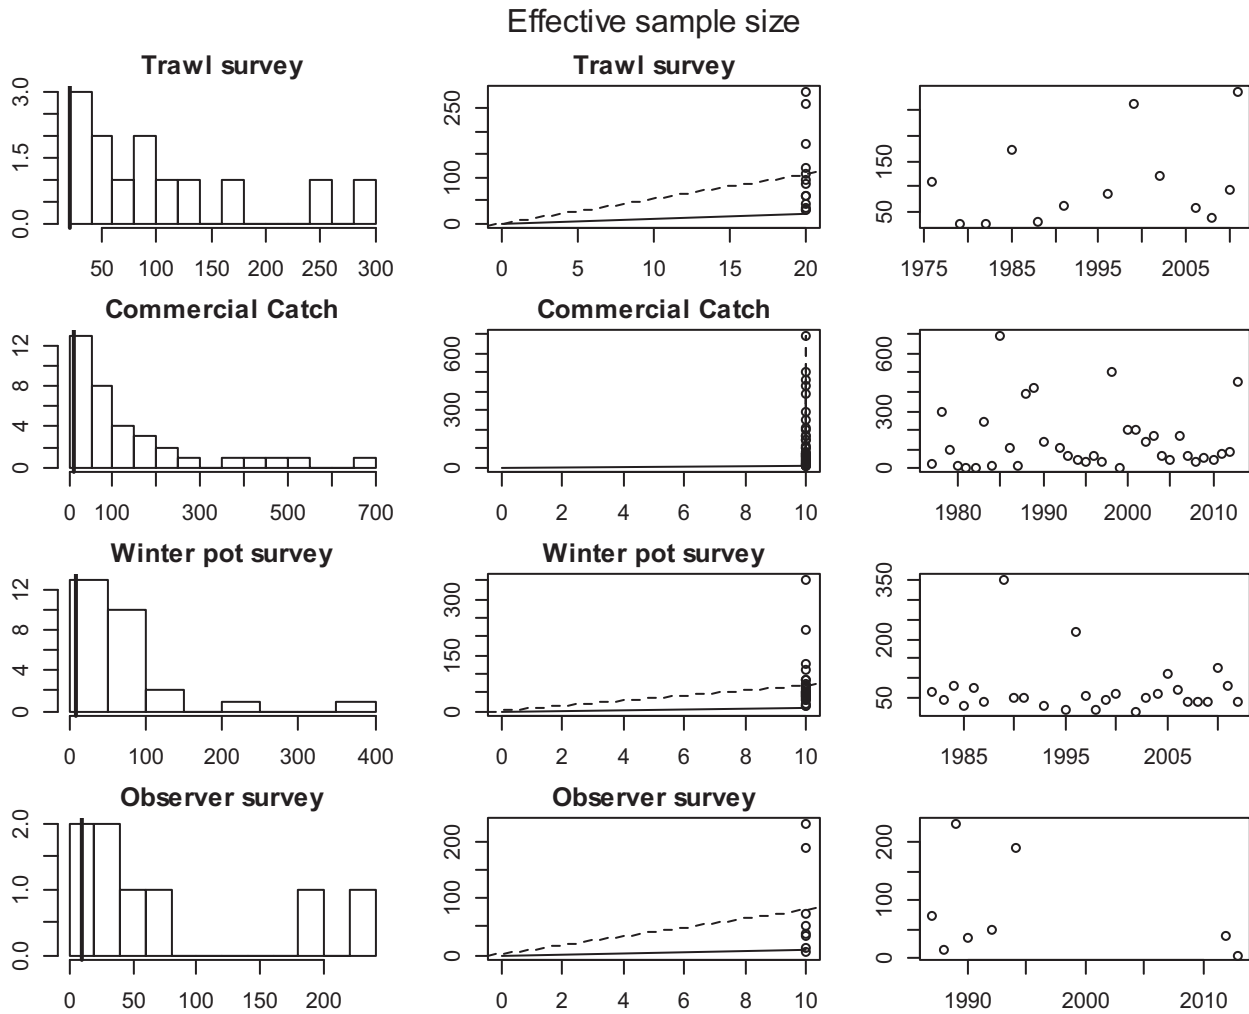 Effective sample size
Trawl survey
Trawl survey
0.0 1.5 3.0
50 100 150 200 250 300
0 100 250
0 5 10 15 20
50 150
1975 1985 1995 2005
Commercial Catch
Commercial Catch
0 4 8 12
0 100 300 500 700
0 300 600
0 2 4 6 8 10
0 300 600
1980 1990 2000 2010
Winter pot survey
Winter pot survey
0 4 8 12
0 100 200 300 400
0 150 300
0 2 4 6 8 10
50 200 350
1985 1995 2005
Observer survey
Observer survey
0.0 1.0 2.0
0 50 100 150 200
0 100 200
0 2 4 6 8 10
0 100 200
1990 2000 2010